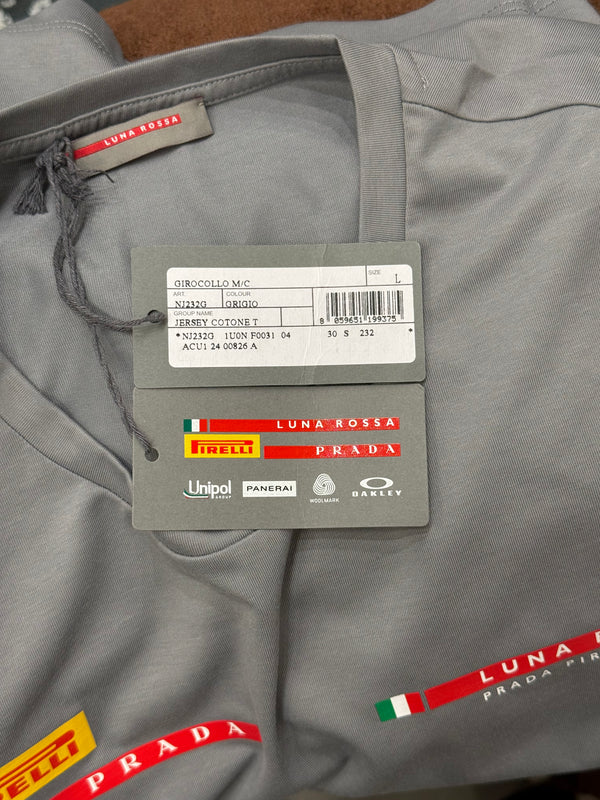 LUNA ROSSA
GIROCOLLO M/C
SIZE
L
ART.
COLOUR
NJ232G
GRIGIO
GROUP NAME
JERSEY COTONE T
8 059651 199375
*NJ232G 1U0N F0031 04 30 S 232 *
ACU1 24 00826 A
LUNA ROSSA
PIRELLI
PRADA
Unipol
GROUP
PANERAI
WOOLMARK
OAKLEY
LUNA
PRADA PIR
RELLI
PRADA